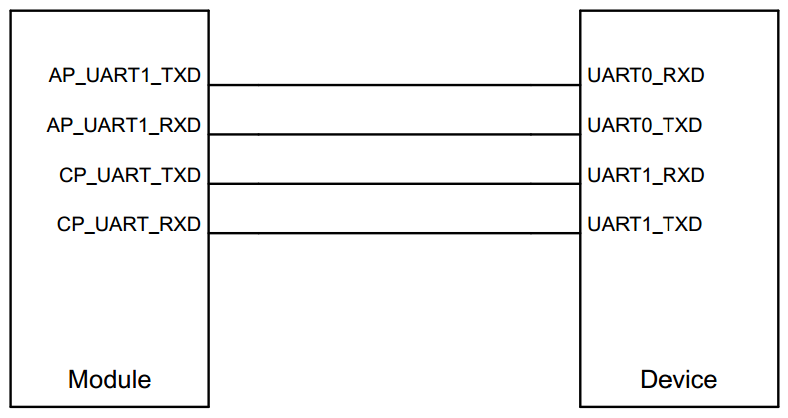 AP_UART1_TXD UART0_RXD
AP_UART1_RXD UART0_TXD
CP_UART_TXD UART1_RXD
CP_UART_RXD UART1_TXD
Module Device